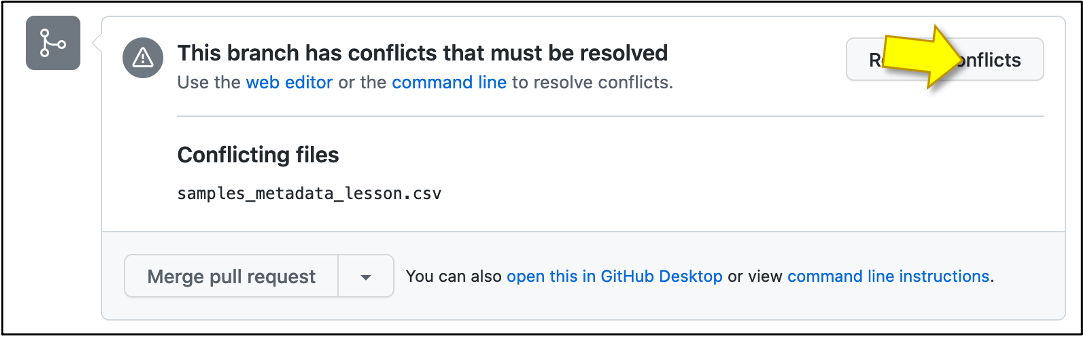 This branch has conflicts that must be resolved
Use the web editor or the command line to resolve conflicts.
Conflicting files
samples_metadata_lesson.csv
Merge pull request
You can also open this in GitHub Desktop or view command line instructions.